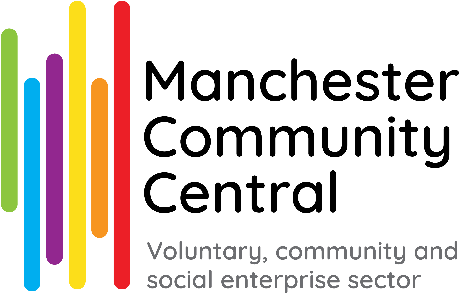 Manchester
Community
Central
Voluntary, community and
social enterprise sector